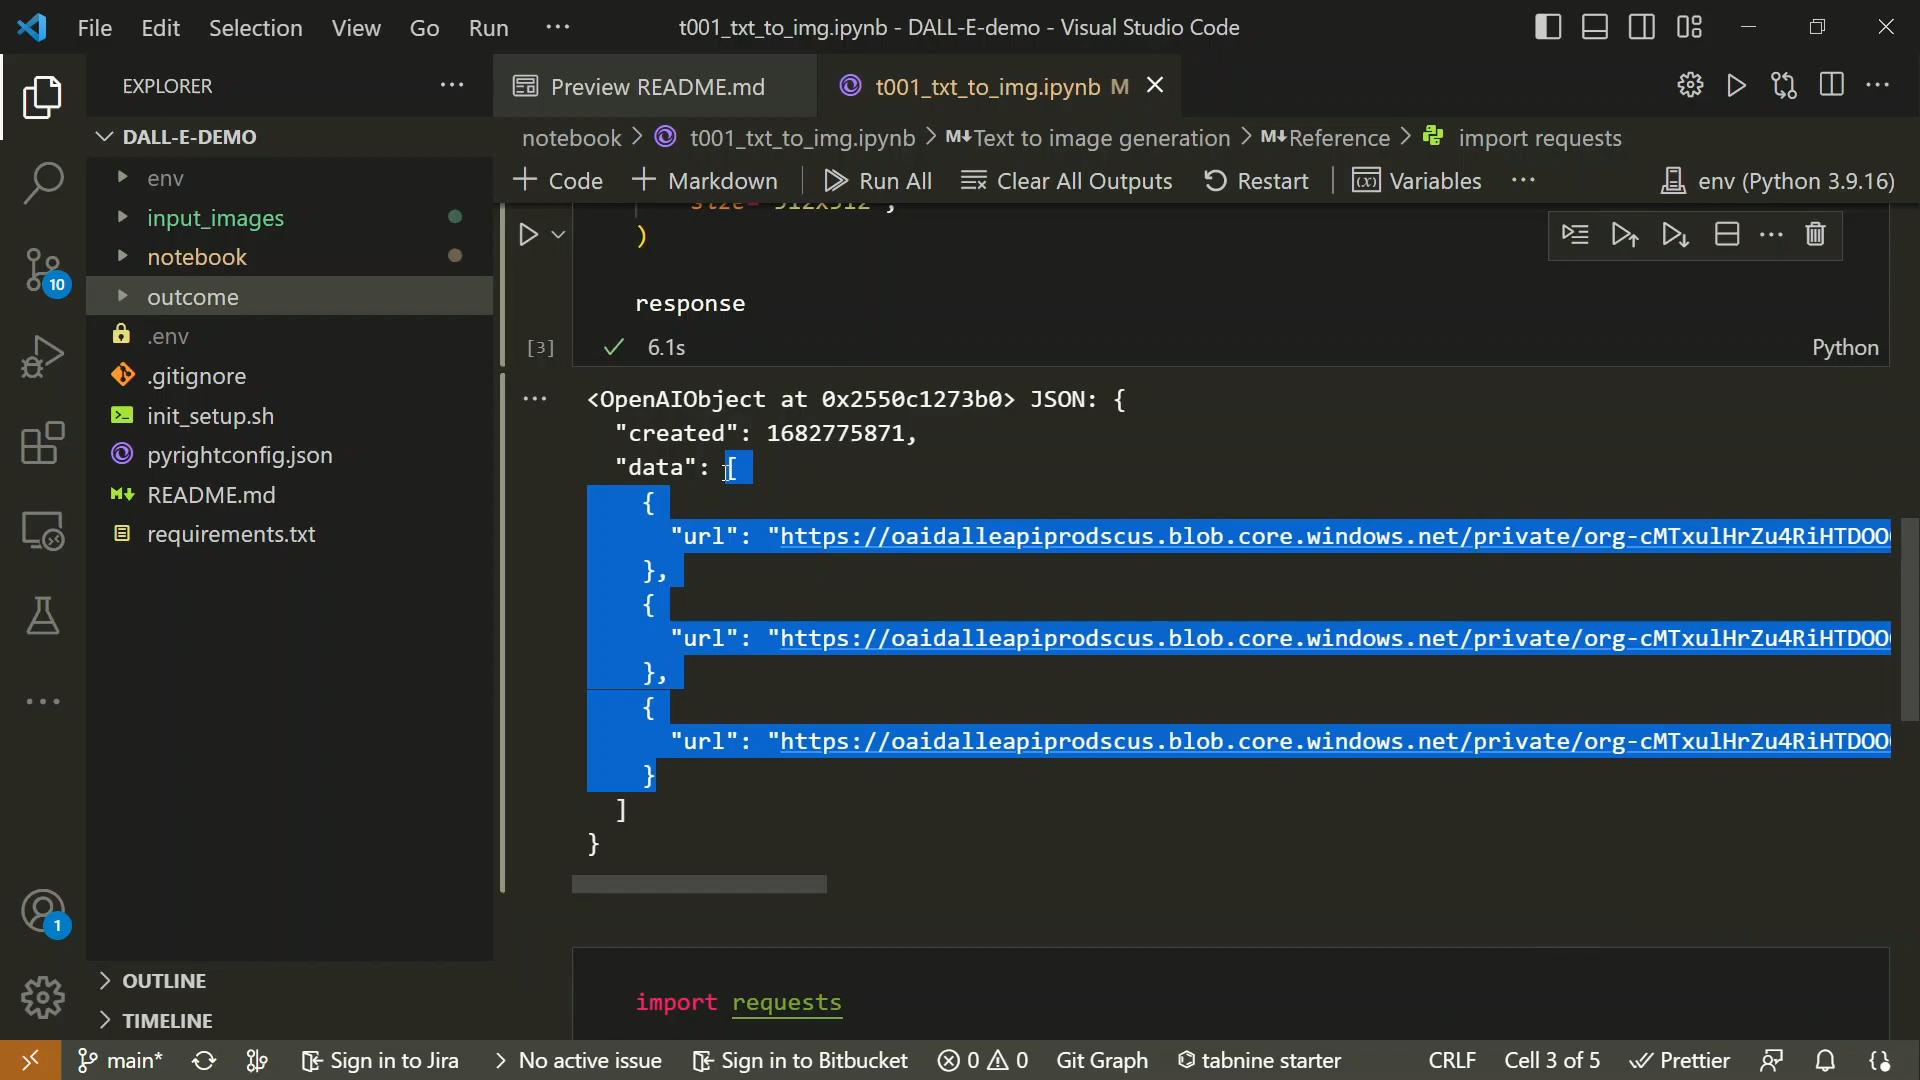 File Edit Selection View Go Run ··· t001_txt_to_img.ipynb - DALL-E-demo - Visual Studio Code
EXPLORER ···
Preview README.md
t001_txt_to_img.ipynb M
DALL-E-DEMO
notebook > t001_txt_to_img.ipynb > M↓Text to image generation > M↓Reference > import requests
env
+ Code + Markdown Run All Clear All Outputs Restart (x) Variables ··· env (Python 3.9.16)
size="512x512",
input_images
)
notebook
outcome
response
.env
[3] ✓ 6.1s Python
.gitignore
<OpenAIObject at 0x2550c1273b0> JSON: {
init_setup.sh
"created": 1682775871,
pyrightconfig.json
"data": [
README.md
{
requirements.txt
"url": "https://oaidalleapiprodscus.blob.core.windows.net/private/org-cMTxulHrZu4RiHTDOO
},
{
"url": "https://oaidalleapiprodscus.blob.core.windows.net/private/org-cMTxulHrZu4RiHTDOO
},
{
"url": "https://oaidalleapiprodscus.blob.core.windows.net/private/org-cMTxulHrZu4RiHTDOO
}
]
}
10
1
OUTLINE
import requests
TIMELINE
main* Sign in to Jira > No active issue Sign in to Bitbucket 0 0 Git Graph tabnine starter CRLF Cell 3 of 5 Prettier